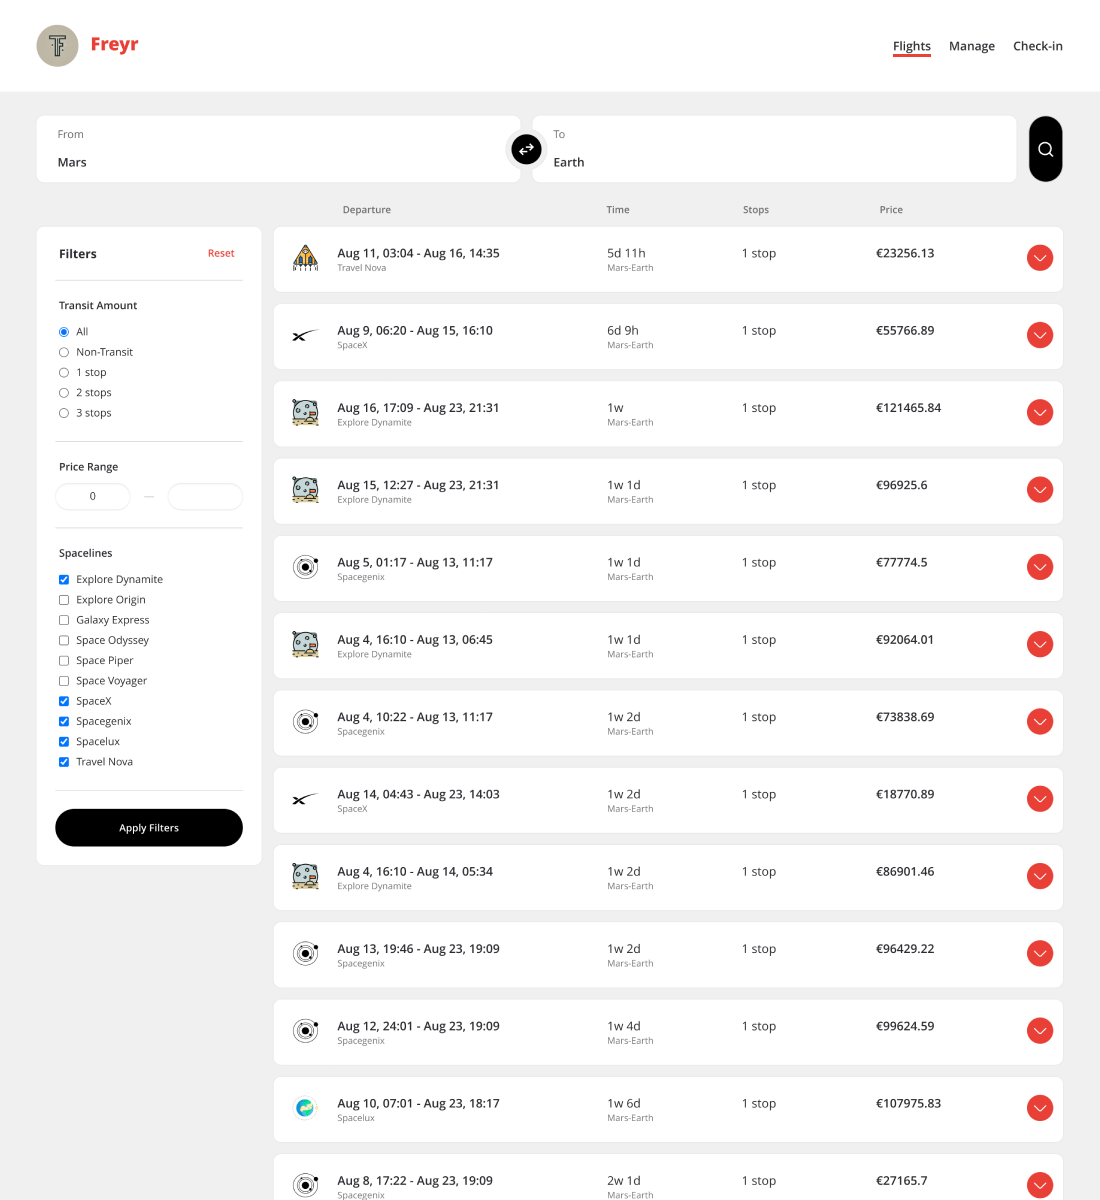 Freyr
Flights Manage Check-in
From
Mars
To
Earth
Departure Time Stops Price
Filters Reset
Transit Amount
All
Non-Transit
1 stop
2 stops
3 stops
Price Range
0 —
Spacelines
Explore Dynamite
Explore Origin
Galaxy Express
Space Odyssey
Space Piper
Space Voyager
SpaceX
Spacegenix
Spacelux
Travel Nova
Apply Filters
Aug 11, 03:04 - Aug 16, 14:35 5d 11h 1 stop €23256.13
Travel Nova Mars-Earth
Aug 9, 06:20 - Aug 15, 16:10 6d 9h 1 stop €55766.89
SpaceX Mars-Earth
Aug 16, 17:09 - Aug 23, 21:31 1w 1 stop €121465.84
Explore Dynamite Mars-Earth
Aug 15, 12:27 - Aug 23, 21:31 1w 1d 1 stop €96925.6
Explore Dynamite Mars-Earth
Aug 5, 01:17 - Aug 13, 11:17 1w 1d 1 stop €77774.5
Spacegenix Mars-Earth
Aug 4, 16:10 - Aug 13, 06:45 1w 1d 1 stop €92064.01
Explore Dynamite Mars-Earth
Aug 4, 10:22 - Aug 13, 11:17 1w 2d 1 stop €73838.69
Spacegenix Mars-Earth
Aug 14, 04:43 - Aug 23, 14:03 1w 2d 1 stop €18770.89
SpaceX Mars-Earth
Aug 4, 16:10 - Aug 14, 05:34 1w 2d 1 stop €86901.46
Explore Dynamite Mars-Earth
Aug 13, 19:46 - Aug 23, 19:09 1w 2d 1 stop €96429.22
Spacegenix Mars-Earth
Aug 12, 24:01 - Aug 23, 19:09 1w 4d 1 stop €99624.59
Spacegenix Mars-Earth
Aug 10, 07:01 - Aug 23, 18:17 1w 6d 1 stop €107975.83
Spacelux Mars-Earth
Aug 8, 17:22 - Aug 23, 19:09 2w 1d 1 stop €27165.7
Spacegenix Mars-Earth